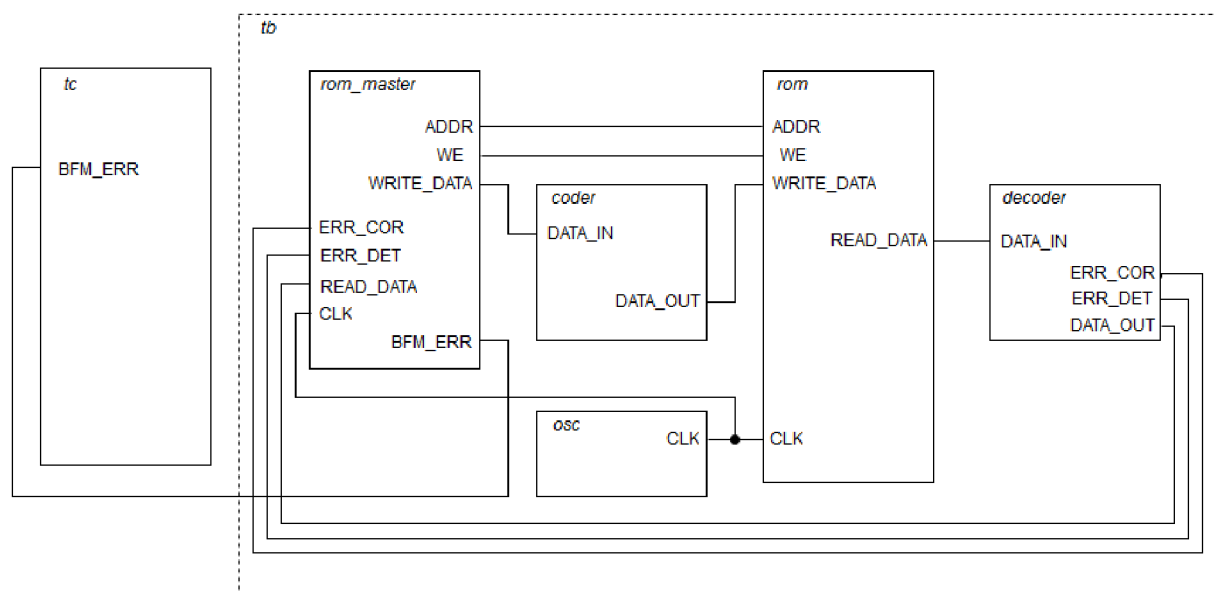 tb
tc
BFM_ERR
rom_master
ADDR
WE
WRITE_DATA
ERR_COR
ERR_DET
READ_DATA
CLK
BFM_ERR
coder
DATA_IN
DATA_OUT
osc
CLK
rom
ADDR
WE
WRITE_DATA
READ_DATA
CLK
decoder
DATA_IN
ERR_COR
ERR_DET
DATA_OUT